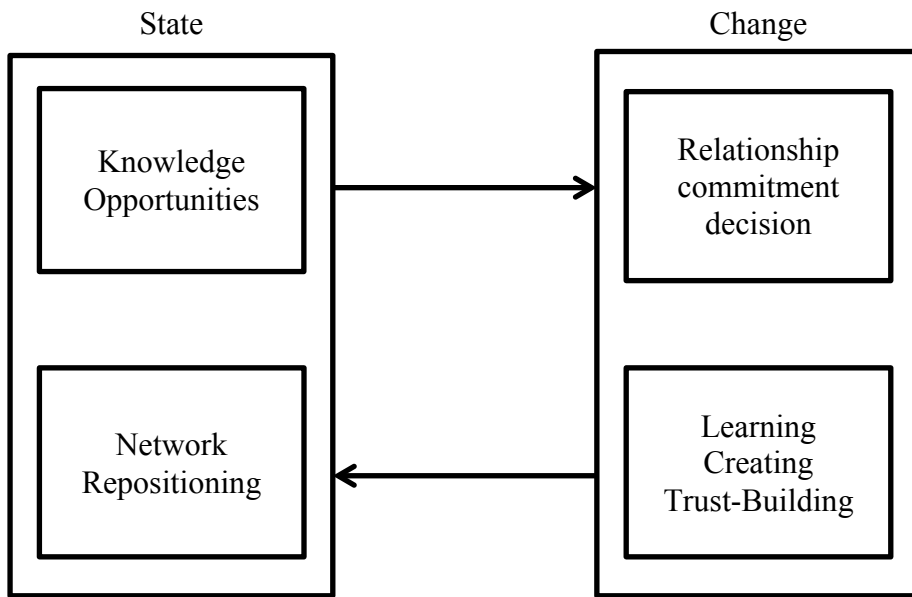 State
Change
Knowledge
Opportunities
Relationship
commitment
decision
Network
Repositioning
Learning
Creating
Trust-Building